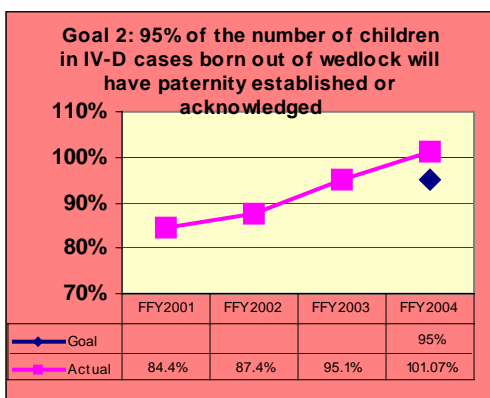 Goal 2: 95% of the number of children
in IV-D cases born out of wedlock will
have paternity established or
acknowledged
110%
100%
90%
80%
70%
FFY2001 FFY2002 FFY2003 FFY2004
Goal 95%
Actual 84.4% 87.4% 95.1% 101.07%